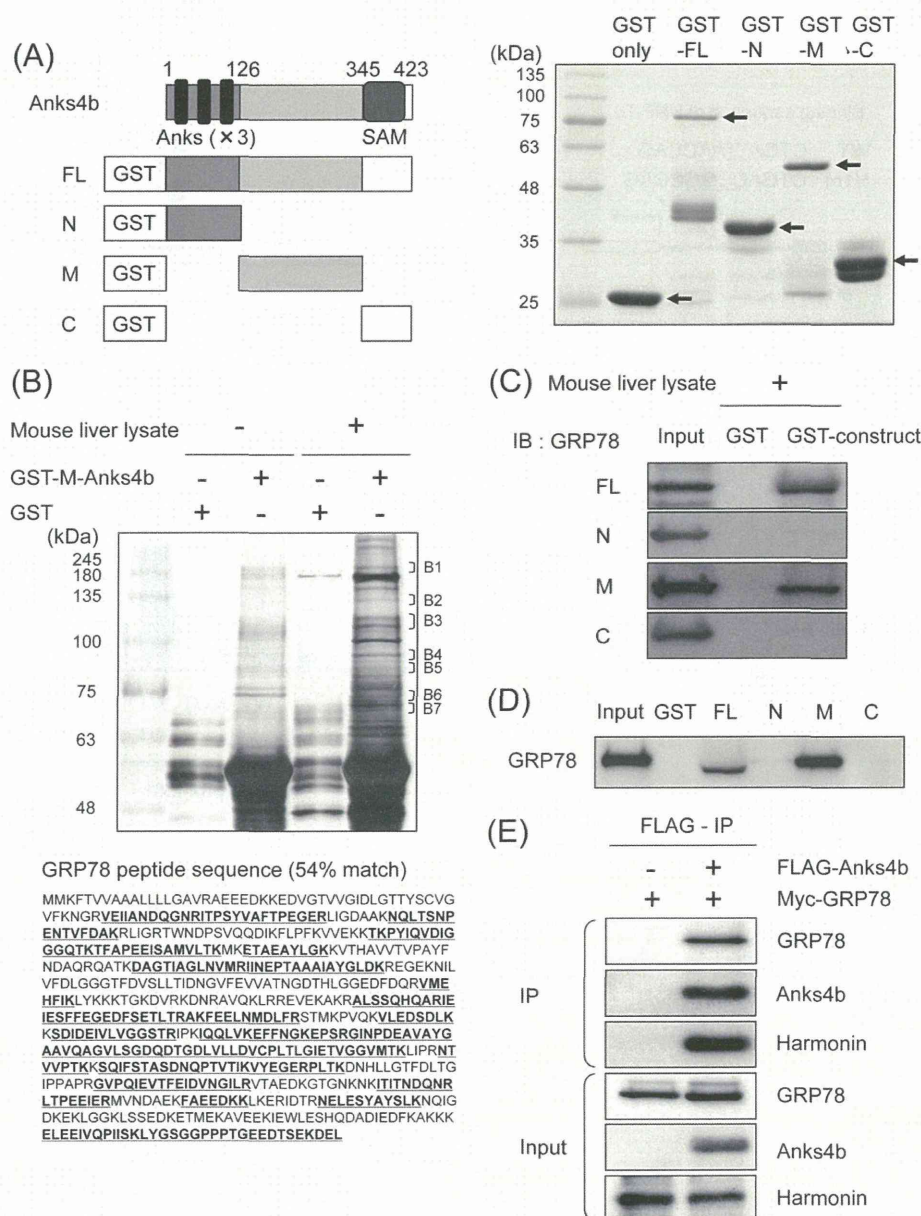 (A)
1 126 345 423
Anks4b
Anks (×3) SAM
FL GST
N GST
M GST
C GST
GST GST GST GST GST
(kDa) only -FL -N -M -C
135
100
75
63
48
35
25
(B)
Mouse liver lysate - +
GST-M-Anks4b - + - +
GST + - + -
(kDa)
245
180
135
100
75
63
48
B1
B2
B3
B4
B5
B6
B7
GRP78 peptide sequence (54% match)
MMKFTVVAAALLLLGAVRAEEEDKKEDVGTVVGIDLGTTYSCVG
VFKNGRVEIIANDQGNRITPSYVAFTPEGERLIGDAAKNQLTSNP
ENTVFDAKRLIGRTWNDPSVQQDIKFLPFKVVEKKTKPYIQVDIG
GGQTKTFAPEEISAMVLTKMKETAEAYLGKKVTHAVVTVPAYF
NDAQRQATKDAGTIAGLNVMRIINEPTAAAIAYGLDKREGEKNIL
VFDLGGGTFDVSLLTIDNGVFEVVATNGDTHLGGEDFDQRVME
HFIKLYKKKTGKDVRKDNRAVQKLRREVEKAKRALSSQHQARIE
IESFFEGEDFSETLTRAKFEELNMDLFRSTMKPVQKVLEDSDLK
KSDIDEIVLVGGSTRIPKIQQLVKEFFNGKEPSRGINPDEAVAYG
AAVQAGVLSGDQDTGDLVLLDVCPLTLGIETVGGVMTKLIPRNT
VVPTKKSQIFSTASDNQPTVTIKVYEGERPLTKDNHLLGTFDLTG
IPPAPRGVPQIEVTFEIDVNGILRVTAEDKGTGNKNKITITNDQNR
LTPEEIERMVNDAEKFAEEDKKLKERIDTRNELESYAYSLKNQIG
DKEKLGGKLSSEDKETMEKAVEEKIEWLESHQDADIEDFKAKKK
ELEEIVQPIISKLYGSGGPPPTGEEDTSEKDEL
(C) Mouse liver lysate +
IB : GRP78 Input GST GST-construct
FL
N
M
C
(D)
Input GST FL N M C
GRP78
(E)
FLAG - IP
- + FLAG-Anks4b
+ + Myc-GRP78
IP
GRP78
Anks4b
Harmonin
Input
GRP78
Anks4b
Harmonin